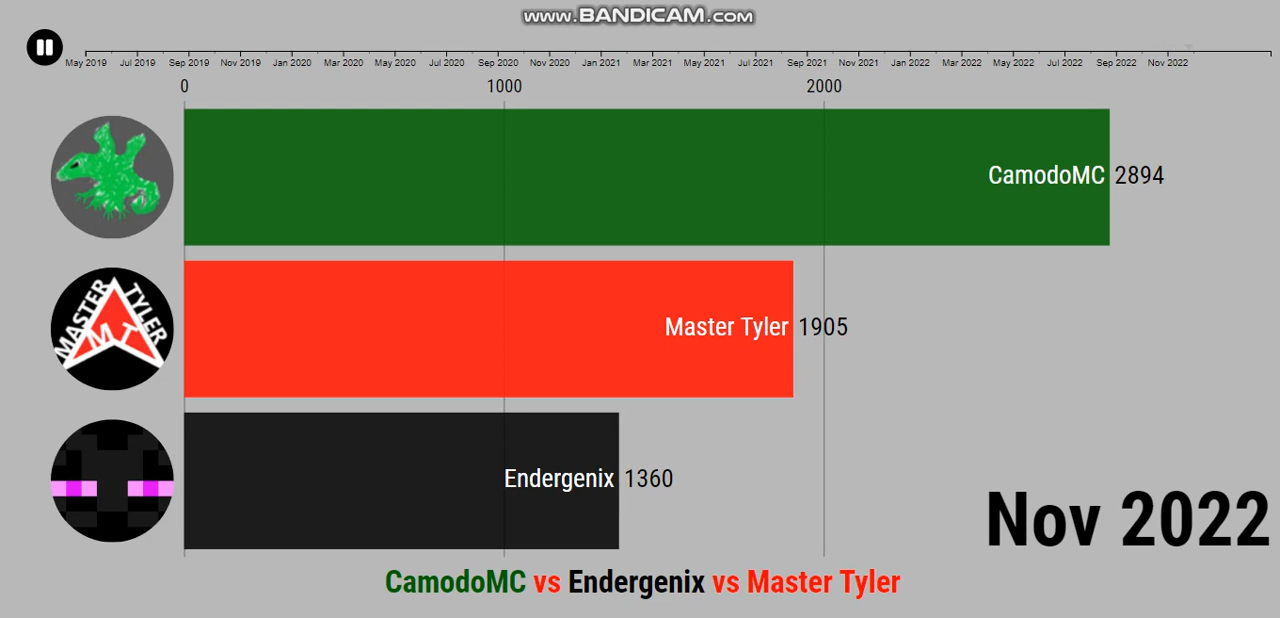 WWW.BANDICAM.COM
May 2019 Jul 2019 Sep 2019 Nov 2019 Jan 2020 Mar 2020 May 2020 Jul 2020 Sep 2020 Nov 2020 Jan 2021 Mar 2021 May 2021 Jul 2021 Sep 2021 Nov 2021 Jan 2022 Mar 2022 May 2022 Jul 2022 Sep 2022 Nov 2022
0 1000 2000
CamodoMC 2894
MASTER TYLER
MT
Master Tyler 1905
Endergenix 1360
Nov 2022
CamodoMC vs Endergenix vs Master Tyler